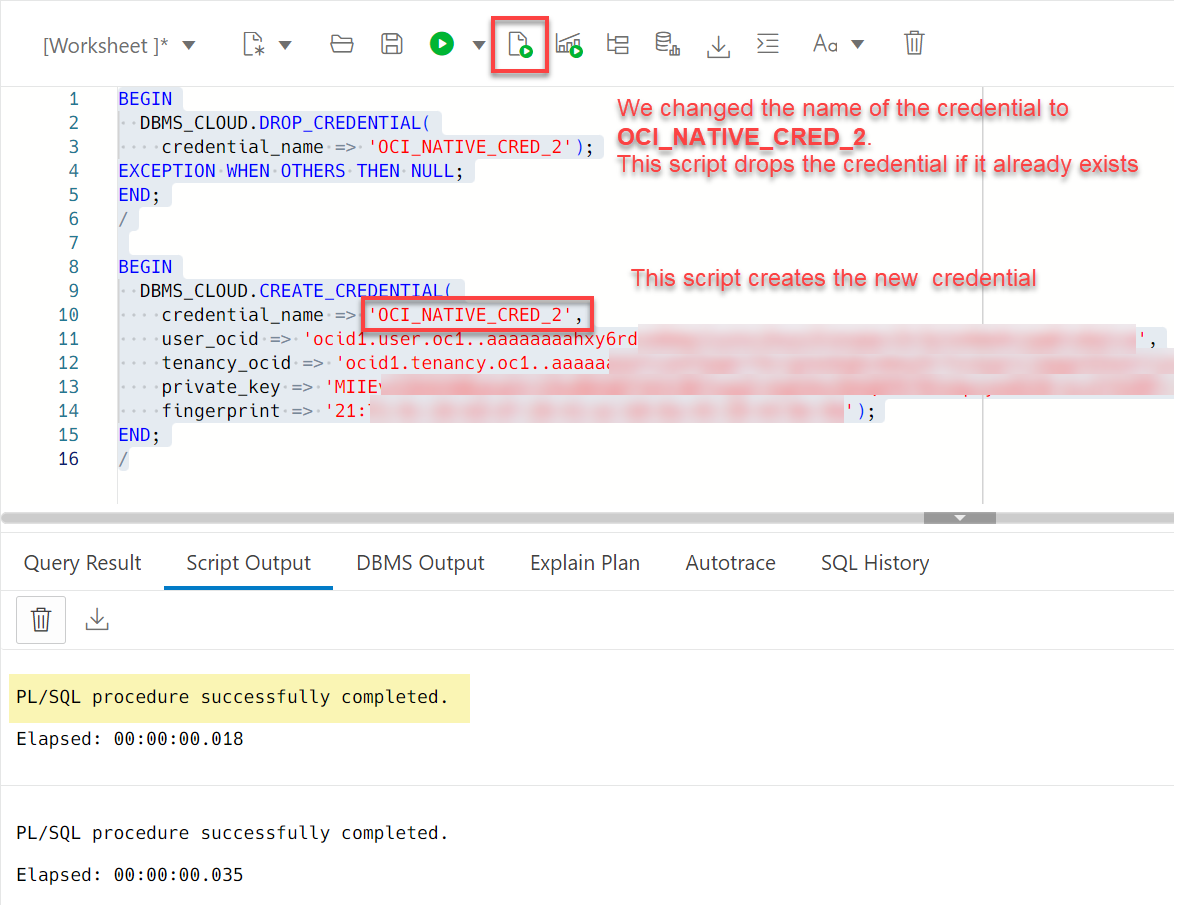 [Worksheet ]*
Aa
We changed the name of the credential to
OCI_NATIVE_CRED_2.
This script drops the credential if it already exists
1 BEGIN
2 DBMS_CLOUD.DROP_CREDENTIAL(
3 credential_name => 'OCI_NATIVE_CRED_2');
4 EXCEPTION WHEN OTHERS THEN NULL;
5 END;
6 /
7
This script creates the new credential
8 BEGIN
9 DBMS_CLOUD.CREATE_CREDENTIAL(
10 credential_name => 'OCI_NATIVE_CRED_2',
11 user_ocid => 'ocid1.user.oc1..aaaaaaaahxy6rd ',
12 tenancy_ocid => 'ocid1.tenancy.oc1..aaaaaa
13 private_key => 'MIIEv
14 fingerprint => '21: ');
15 END;
16 /
Query Result Script Output DBMS Output Explain Plan Autotrace SQL History
PL/SQL procedure successfully completed.
Elapsed: 00:00:00.018
PL/SQL procedure successfully completed.
Elapsed: 00:00:00.035